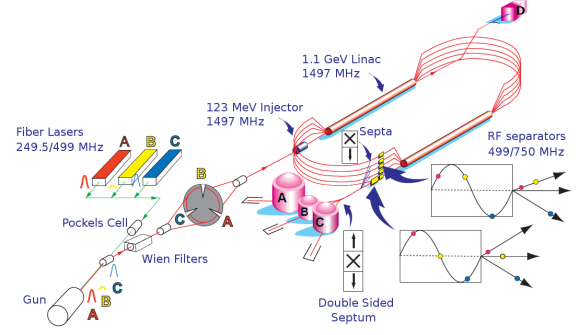 D
1.1 GeV Linac
1497 MHz
123 MeV Injector
1497 MHz
Fiber Lasers
249.5/499 MHz
A
B
C
Septa
RF separators
499/750 MHz
B
C
A
A
B
C
Pockels Cell
Wien Filters
Gun
A
B
C
Double Sided
Septum